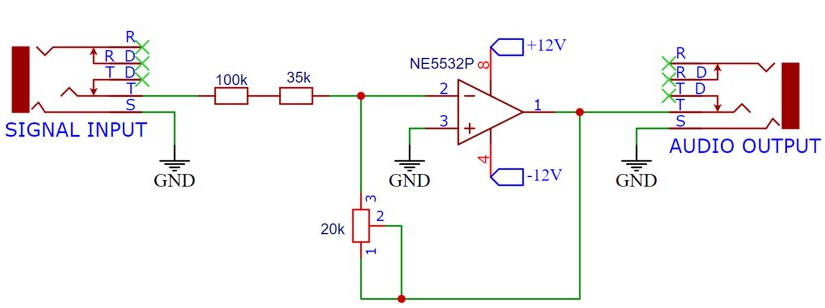 R
R D
T D
T
S
SIGNAL INPUT
GND
100k
35k
NE5532P
+12V
8
2
3
1
4
-12V
GND
20k
3
2
1
R
R D
T D
T
S
AUDIO OUTPUT
GND